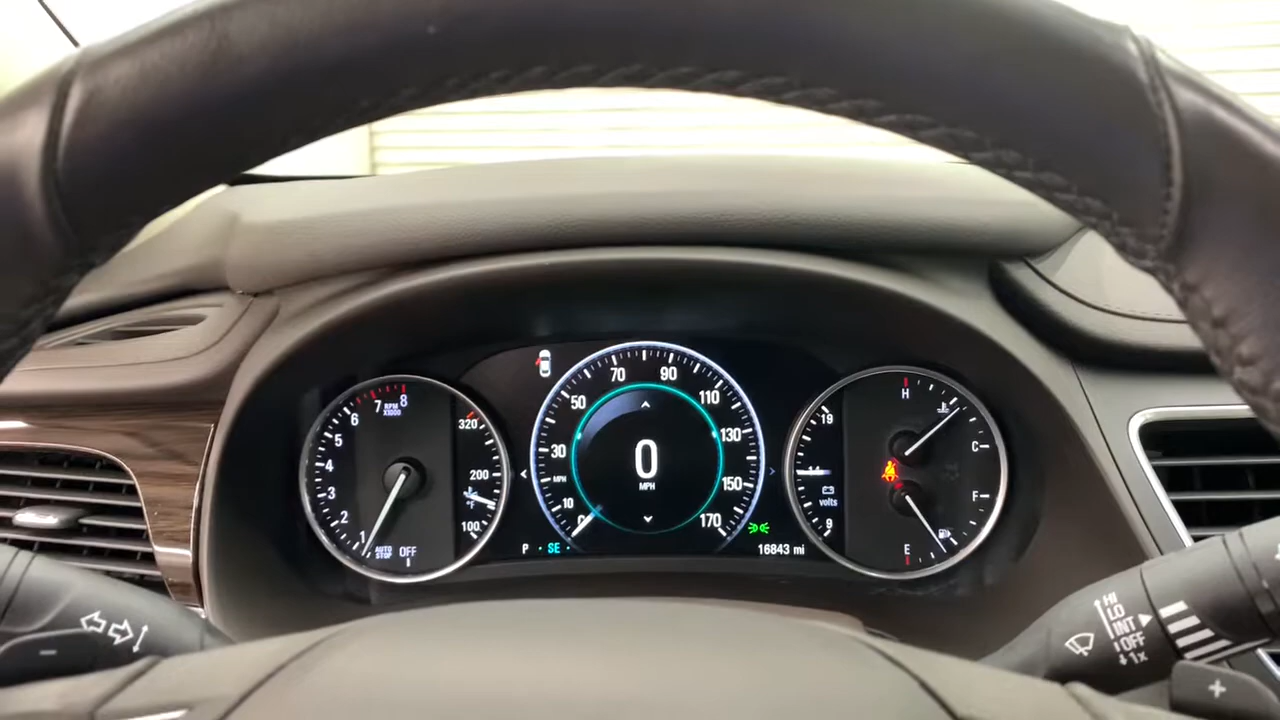 8
7
RPM
X1000
6
5
4
3
2
1
AUTO
STOP OFF
320
200
°F
100
70 90
50 110
30 130
MPH
10 150
0 170
0
MPH
P · SE ·
16843 mi
19
14
volts
9
H
C
F
E
HI
LO
INT
OFF
1x